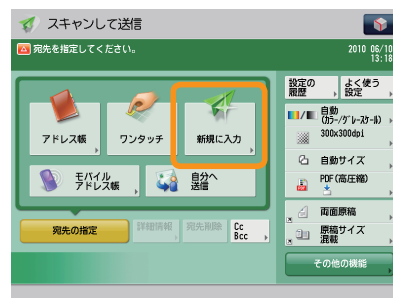 スキャンして送信
宛先を指定してください。
2010 06/10
13:18
アドレス帳
ワンタッチ
新規に入力
モバイル
アドレス帳
自分へ
送信
宛先の指定
詳細情報
宛先削除
Cc
Bcc
設定の
履歴
よく使う
設定
自動
(カラー/グレースケール)
300x300dpi
自動サイズ
PDF(高圧縮)
両面原稿
原稿サイズ
混載
その他の機能